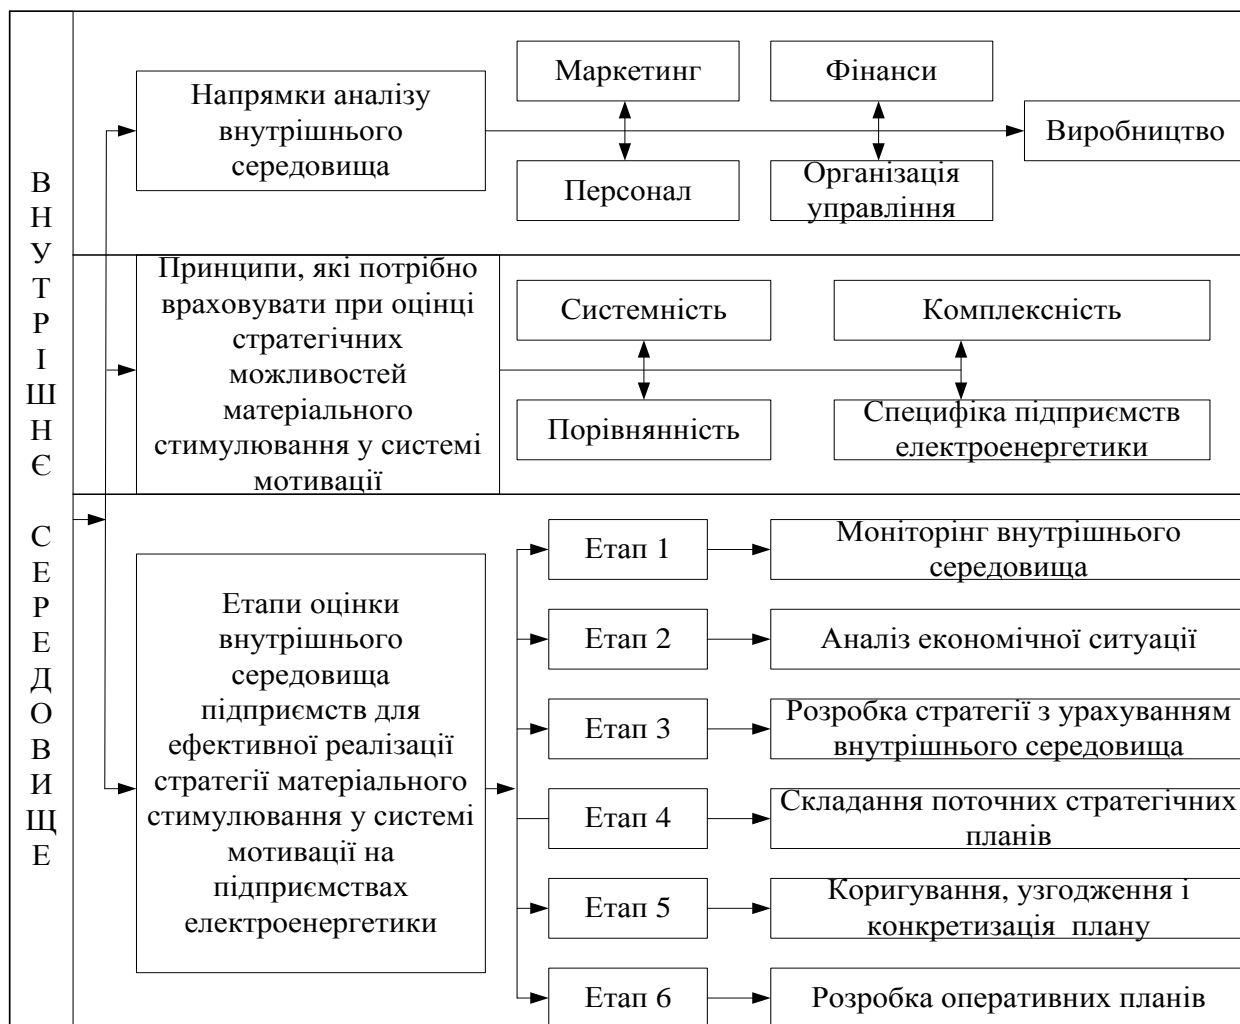 ВНУТРІШНЄ СЕРЕДОВИЩЕ
Напрямки аналізу
внутрішнього
середовища
Маркетинг
Фінанси
Виробництво
Персонал
Організація
управління
Принципи, які потрібно
враховувати при оцінці
стратегічних
можливостей
матеріального
стимулювання у системі
мотивації
Системність
Комплексність
Порівнянність
Специфіка підприємств
електроенергетики
Етапи оцінки
внутрішнього
середовища
підприємств для
ефективної реалізації
стратегії матеріального
стимулювання у системі
мотивації на
підприємствах
електроенергетики
Етап 1
Моніторінг внутрішнього
середовища
Етап 2
Аналіз економічної ситуації
Етап 3
Розробка стратегії з урахуванням
внутрішнього середовища
Етап 4
Складання поточних стратегічних
планів
Етап 5
Коригування, узгодження і
конкретизація плану
Етап 6
Розробка оперативних планів